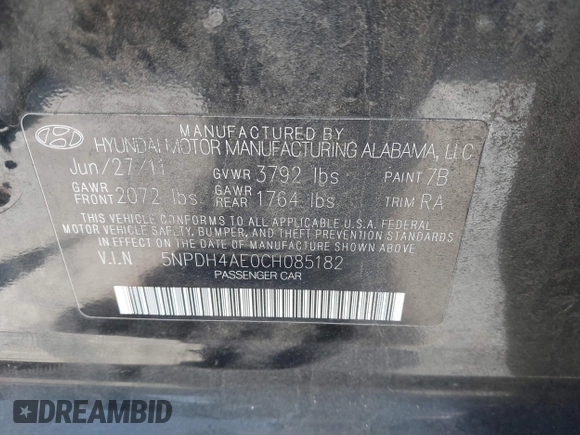 MANUFACTURED BY
HYUNDAI MOTOR MANUFACTURING ALABAMA, LLC
Jun/27/11 GVWR 3792 lbs PAINT 7B
GAWR FRONT 2072 lbs GAWR REAR 1764 lbs TRIM RA
THIS VEHICLE CONFORMS TO ALL APPLICABLE U.S.A. FEDERAL
MOTOR VEHICLE SAFETY, BUMPER, AND THEFT PREVENTION STANDARDS
IN EFFECT ON THE DATE OF MANUFACTURE SHOWN ABOVE.
V.I.N 5NPDH4AE0CH085182
PASSENGER CAR
DREAMBID